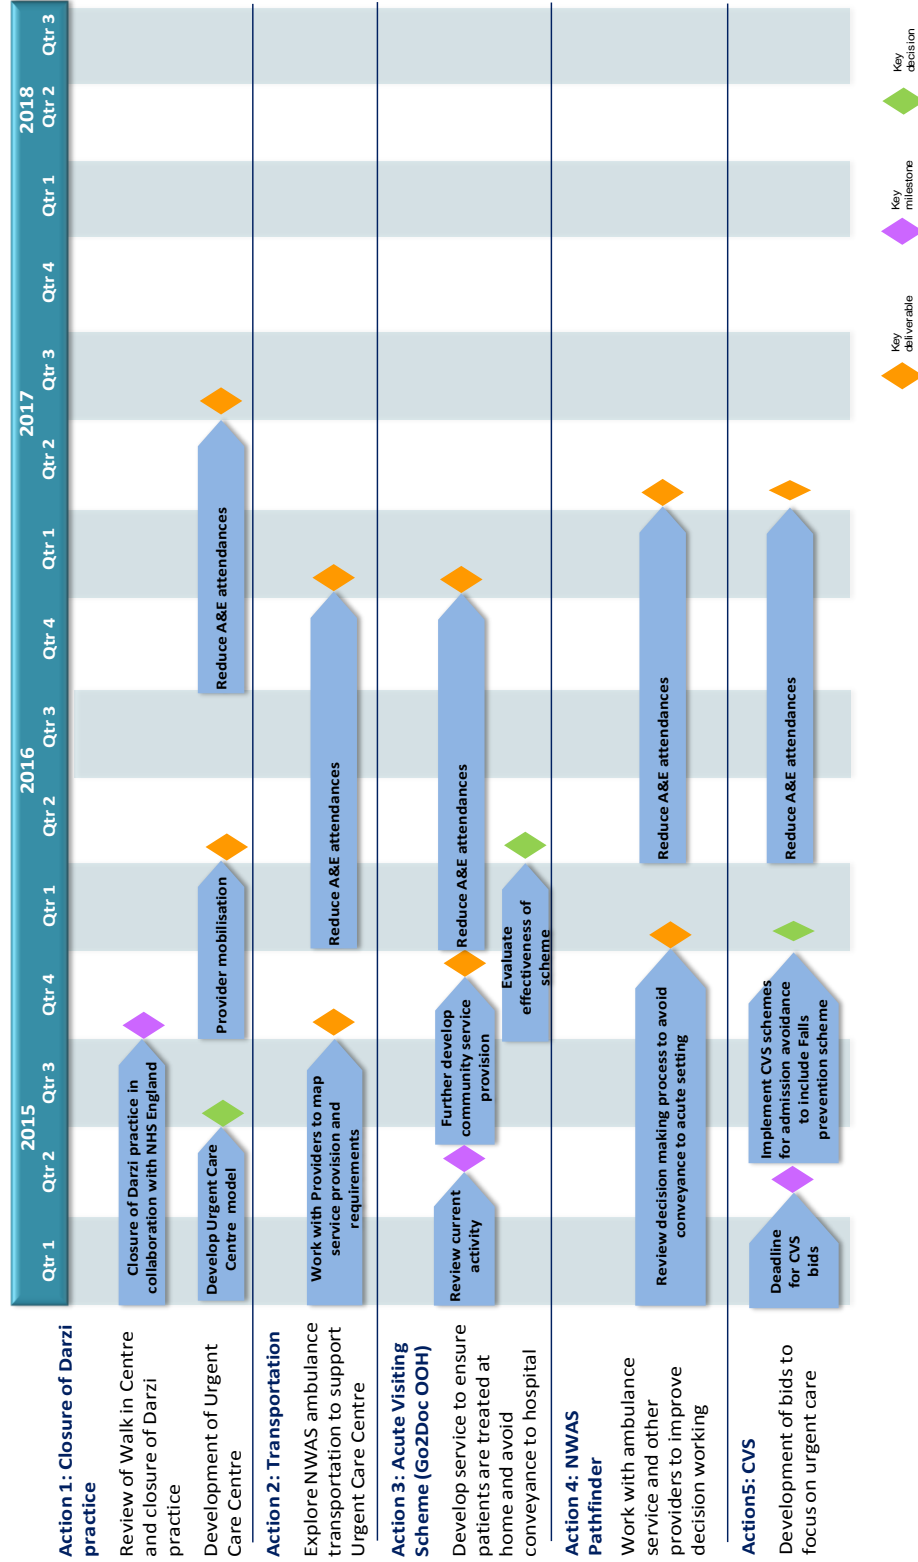 2015
2016
2017
2018
Qtr 1
Qtr 2
Qtr 3
Qtr 4
Qtr 1
Qtr 2
Qtr 3
Qtr 4
Qtr 1
Qtr 2
Qtr 3
Qtr 4
Qtr 1
Qtr 2
Qtr 3
Action 1: Closure of Darzi
practice
Review of Walk in Centre
and closure of Darzi
practice
Closure of Darzi practice in
collaboration with NHS England
Development of Urgent
Care Centre
Develop Urgent Care
Centre model
Provider mobilisation
Reduce A&E attendances
Action 2: Transportation
Explore NWAS ambulance
transportation to support
Urgent Care Centre
Work with Providers to map
service provision and
requirements
Reduce A&E attendances
Action 3: Acute Visiting
Scheme (Go2Doc OOH)
Develop service to ensure
patients are treated at
home and avoid
conveyance to hospital
Review current
activity
Further develop
community service
provision
Reduce A&E attendances
Evaluate
effectiveness of
scheme
Action 4: NWAS
Pathfinder
Work with ambulance
service and other
providers to improve
decision working
Review decision making process to avoid
conveyance to acute setting
Reduce A&E attendances
Action5: CVS
Development of bids to
focus on urgent care
Deadline
for CVS
bids
Implement CVS schemes
for admission avoidance
to include Falls
prevention scheme
Reduce A&E attendances
Key
deliverable
Key
milestone
Key
decision